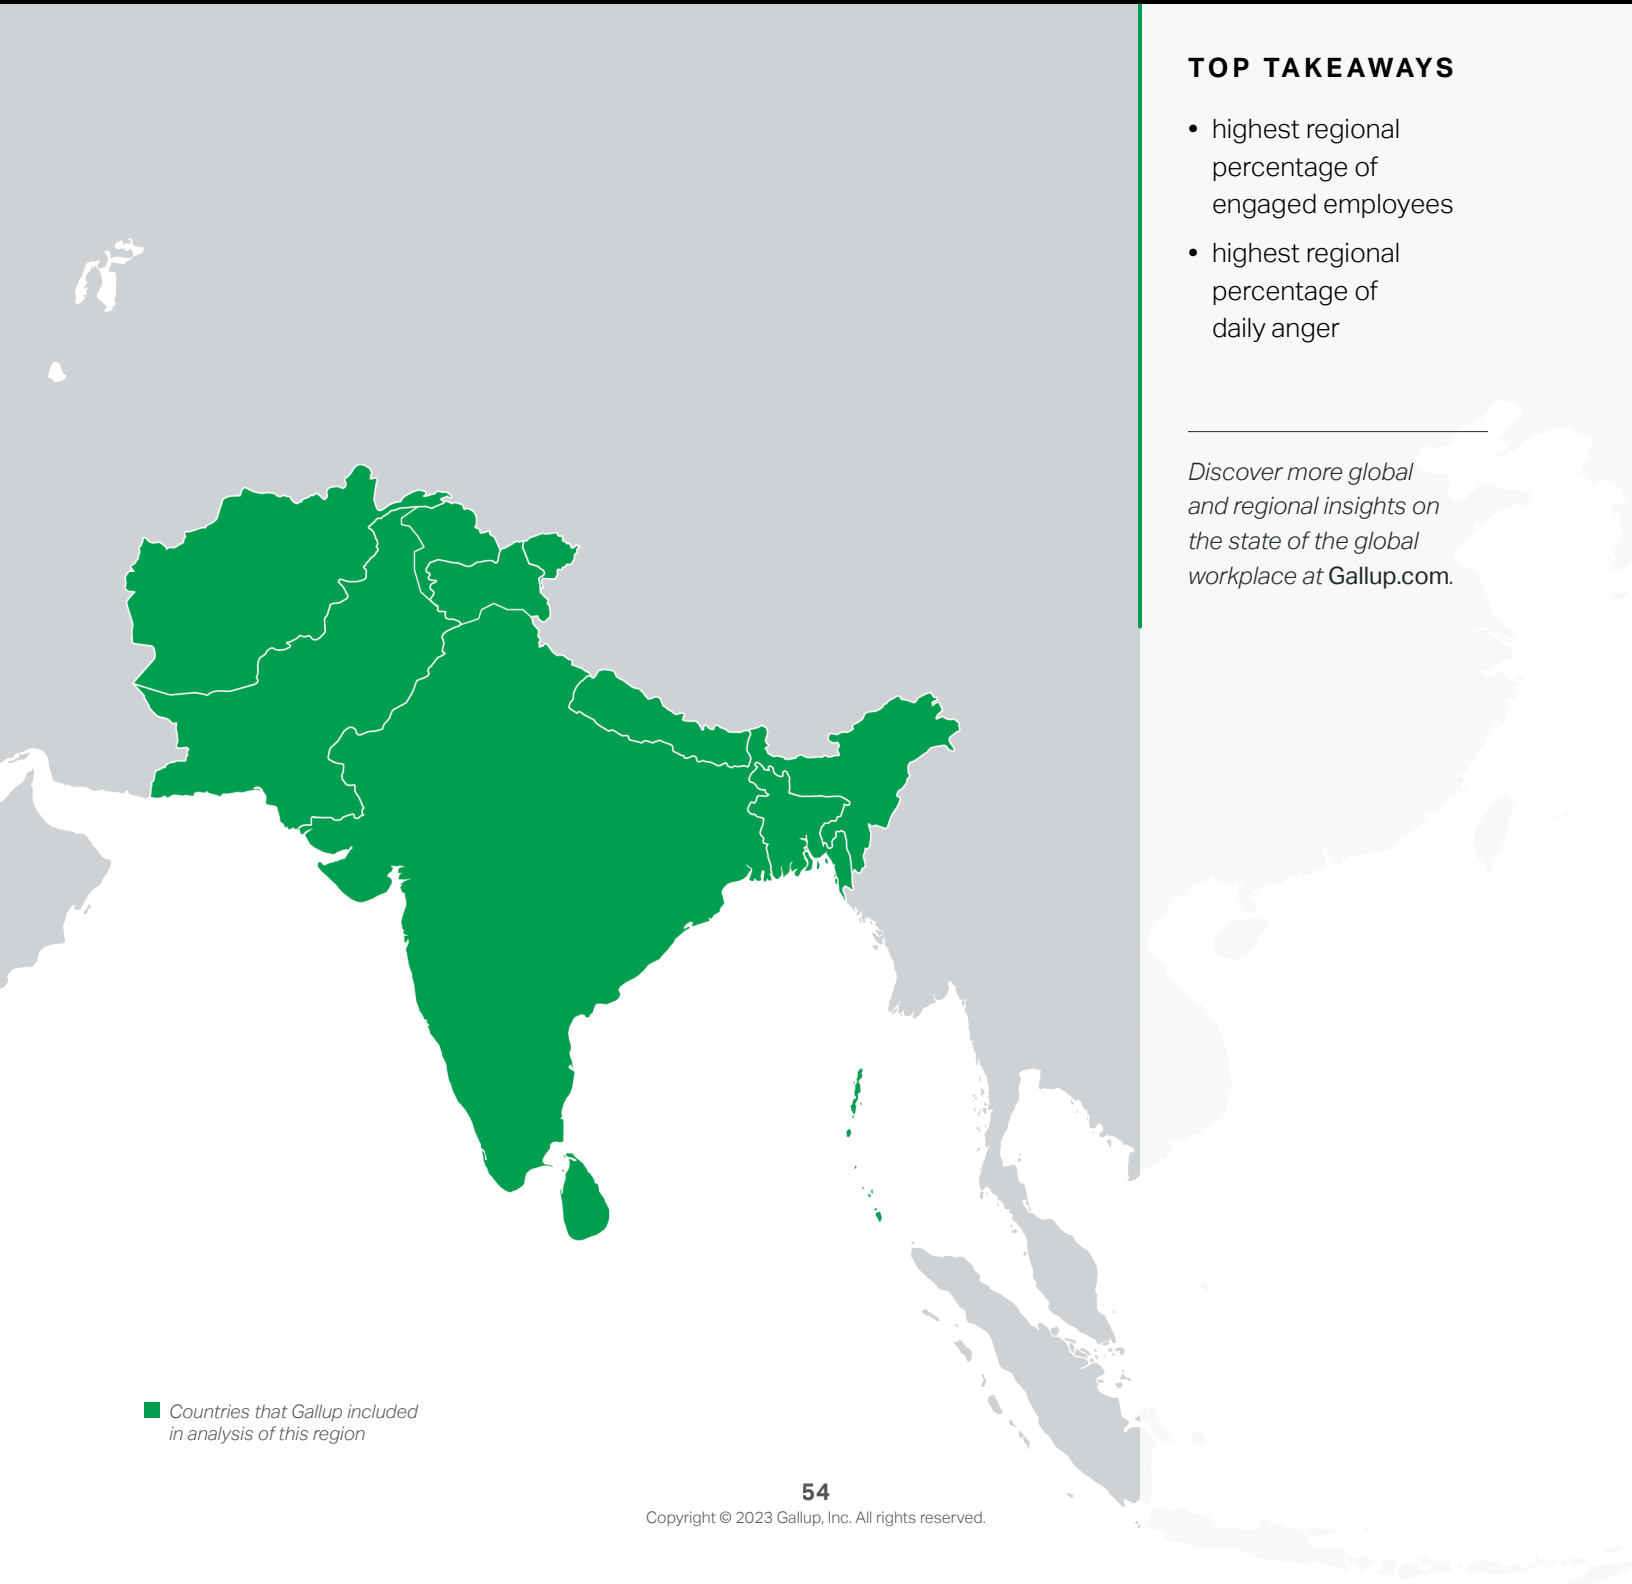 TOP TAKEAWAYS
• highest regional
percentage of
engaged employees
• highest regional
percentage of
daily anger
Discover more global
and regional insights on
the state of the global
workplace at Gallup.com.
Countries that Gallup included
in analysis of this region
54
Copyright © 2023 Gallup, Inc. All rights reserved.